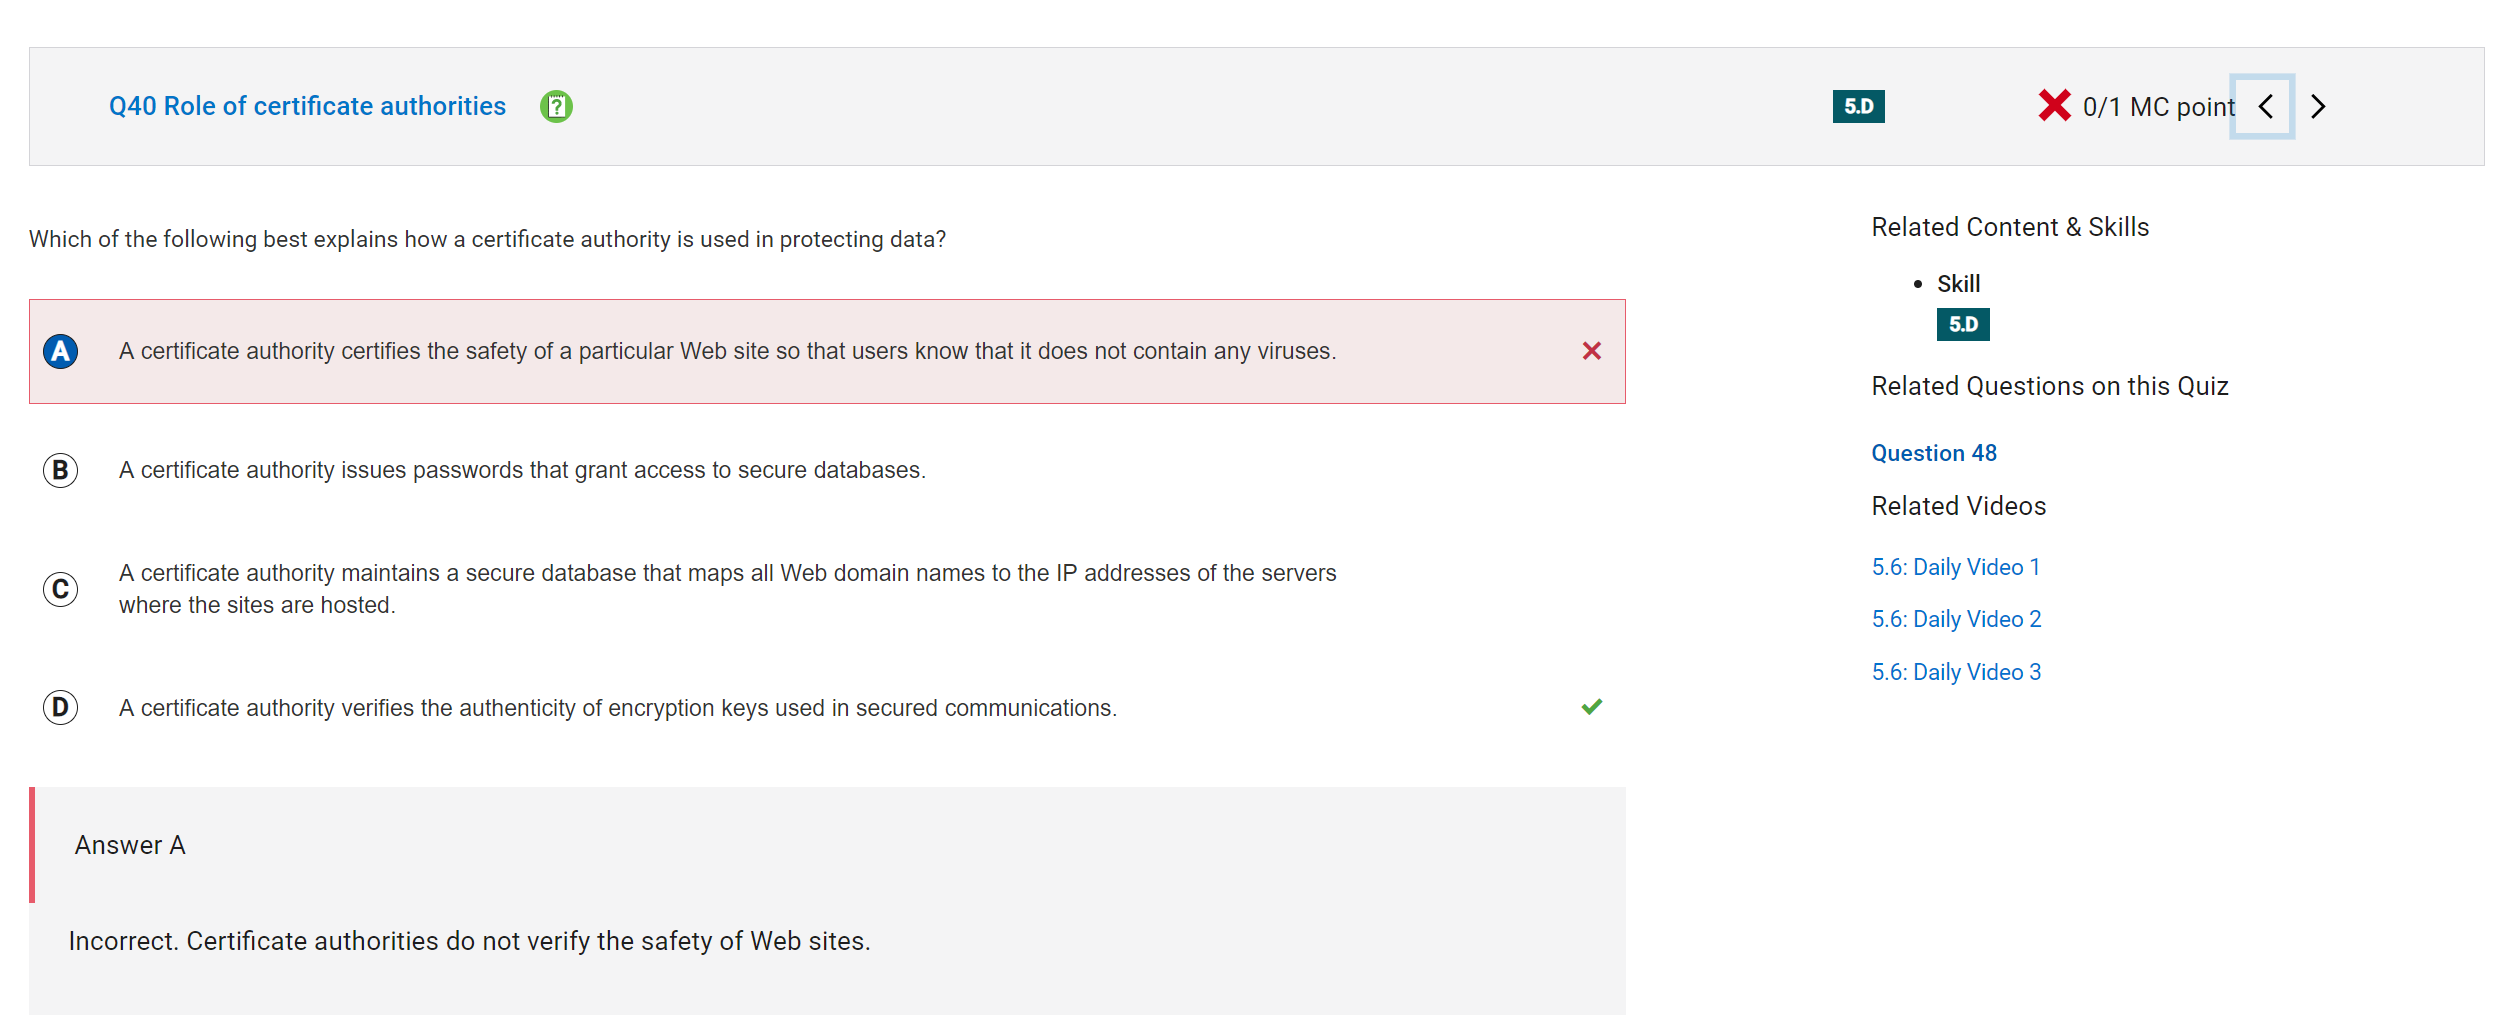 Q40 Role of certificate authorities
5.D
0/1 MC point
Which of the following best explains how a certificate authority is used in protecting data?
A
A certificate authority certifies the safety of a particular Web site so that users know that it does not contain any viruses.
B
A certificate authority issues passwords that grant access to secure databases.
C
A certificate authority maintains a secure database that maps all Web domain names to the IP addresses of the servers
where the sites are hosted.
D
A certificate authority verifies the authenticity of encryption keys used in secured communications.
Answer A
Incorrect. Certificate authorities do not verify the safety of Web sites.
Related Content & Skills
• Skill
5.D
Related Questions on this Quiz
Question 48
Related Videos
5.6: Daily Video 1
5.6: Daily Video 2
5.6: Daily Video 3